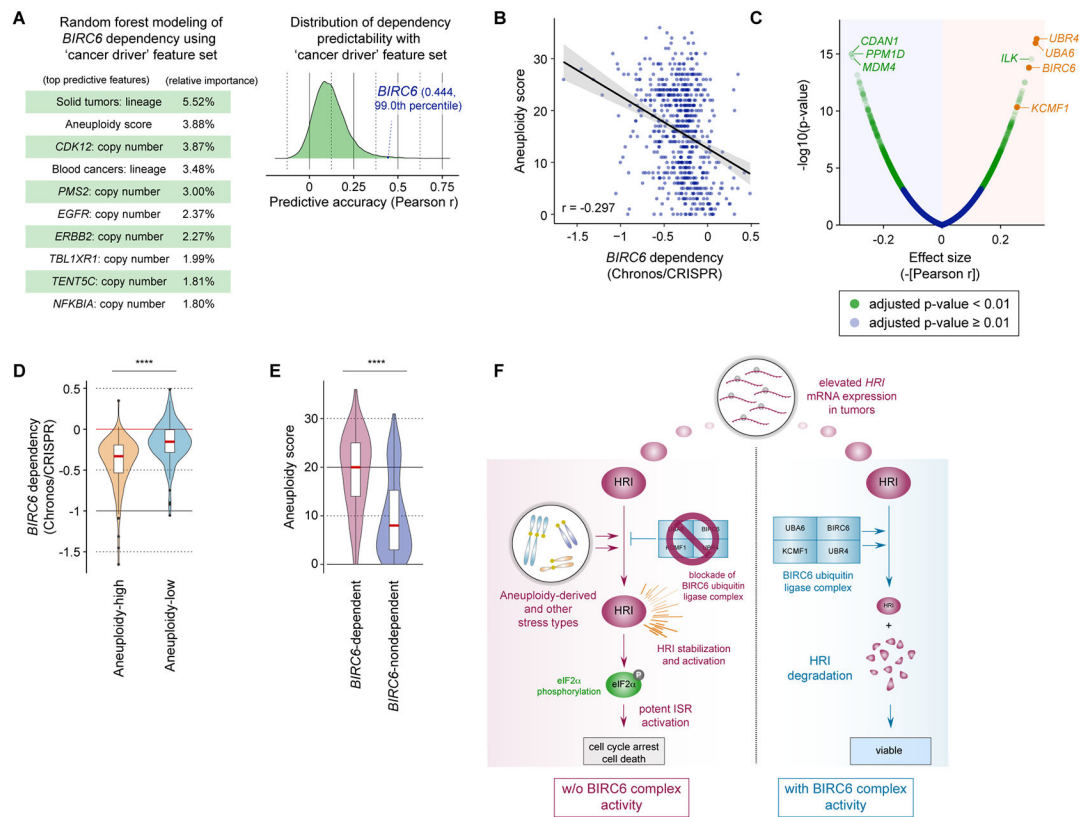 A
Random forest modeling of
BIRC6 dependency using
'cancer driver' feature set
(top predictive features) (relative importance)
Solid tumors: lineage 5.52%
Aneuploidy score 3.88%
CDK12: copy number 3.87%
Blood cancers: lineage 3.48%
PMS2: copy number 3.00%
EGFR: copy number 2.37%
ERBB2: copy number 2.27%
TBL1XR1: copy number 1.99%
TENT5C: copy number 1.81%
NFKBIA: copy number 1.80%
Distribution of dependency
predictability with
'cancer driver' feature set
BIRC6 (0.444,
99.0th percentile)
0 0.25 0.5 0.75
Predictive accuracy (Pearson r)
B
Aneuploidy score
40
30
20
10
0
r = -0.297
-1.5 -1.0 -0.5 0.0 0.5
BIRC6 dependency
(Chronos/CRISPR)
C
-log10(p-value)
15
10
5
0
CDAN1
PPM1D
MDM4
ILK
UBR4
UBA6
BIRC6
KCMF1
-0.2 0 0.2
Effect size
(-[Pearson r])
adjusted p-value < 0.01
adjusted p-value ≥ 0.01
D
****
BIRC6 dependency
(Chronos/CRISPR)
0.5
0
-0.5
-1
-1.5
Aneuploidy-high
Aneuploidy-low
E
****
Aneuploidy score
30
20
10
0
BIRC6-dependent
BIRC6-nondependent
F
elevated HRI
mRNA expression
in tumors
HRI
Aneuploidy-derived
and other
stress types
BIRC6
KCMF1 UBR4
blockade of
BIRC6 ubiquitin
ligase complex
HRI
HRI stabilization
and activation
eIF2α
phosphorylation
eIF2α
P
potent ISR
activation
cell cycle arrest
cell death
w/o BIRC6 complex
activity
HRI
UBA6 BIRC6
KCMF1 UBR4
BIRC6 ubiquitin
ligase complex
HRI
+
HRI
degradation
viable
with BIRC6 complex
activity